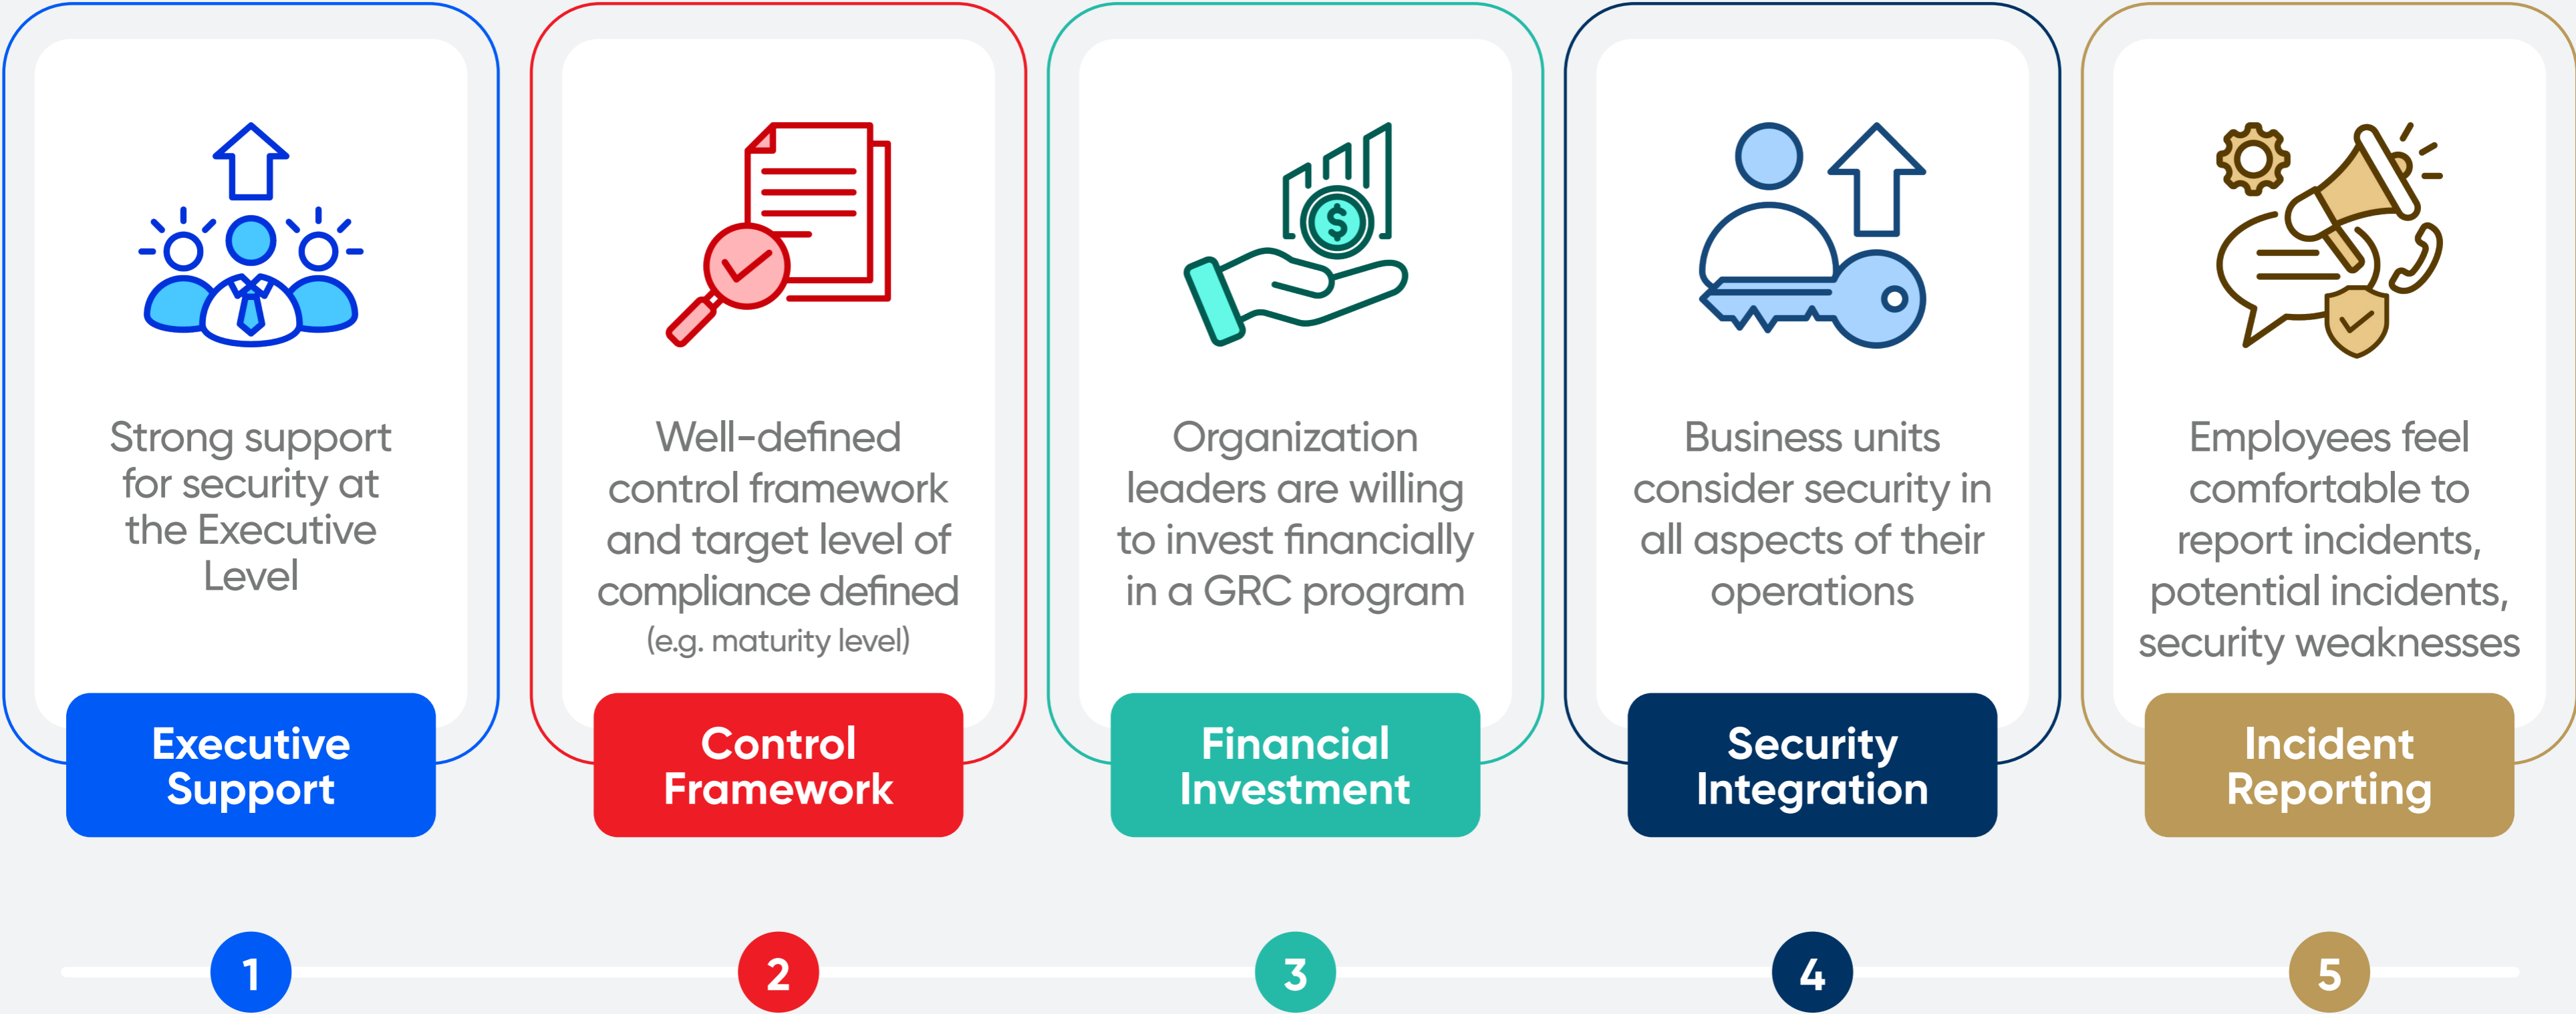 $
Strong support
for security at
the Executive
Level
Executive
Support
1
Well-defined
control framework
and target level of
compliance defined
(e.g. maturity level)
Control
Framework
2
Organization
leaders are willing
to invest financially
in a GRC program
Financial
Investment
3
Business units
consider security in
all aspects of their
operations
Security
Integration
4
Employees feel
comfortable to
report incidents,
potential incidents,
security weaknesses
Incident
Reporting
5